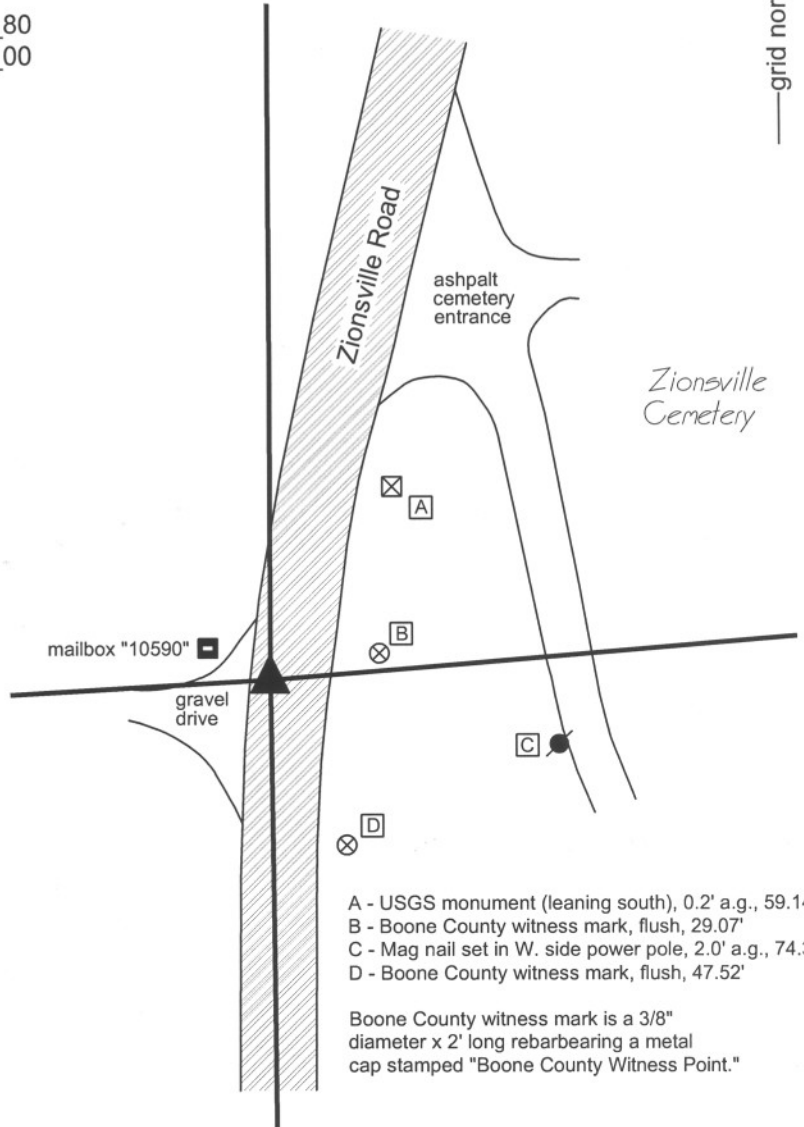 80
00
grid nor
Zionsville Road
ashpalt
cemetery
entrance
Zionsville
Cemetery
A
B
mailbox "10590"
gravel
drive
C
D
A - USGS monument (leaning south), 0.2' a.g., 59.14
B - Boone County witness mark, flush, 29.07'
C - Mag nail set in W. side power pole, 2.0' a.g., 74.
D - Boone County witness mark, flush, 47.52'
Boone County witness mark is a 3/8"
diameter x 2' long rebarbearing a metal
cap stamped "Boone County Witness Point."